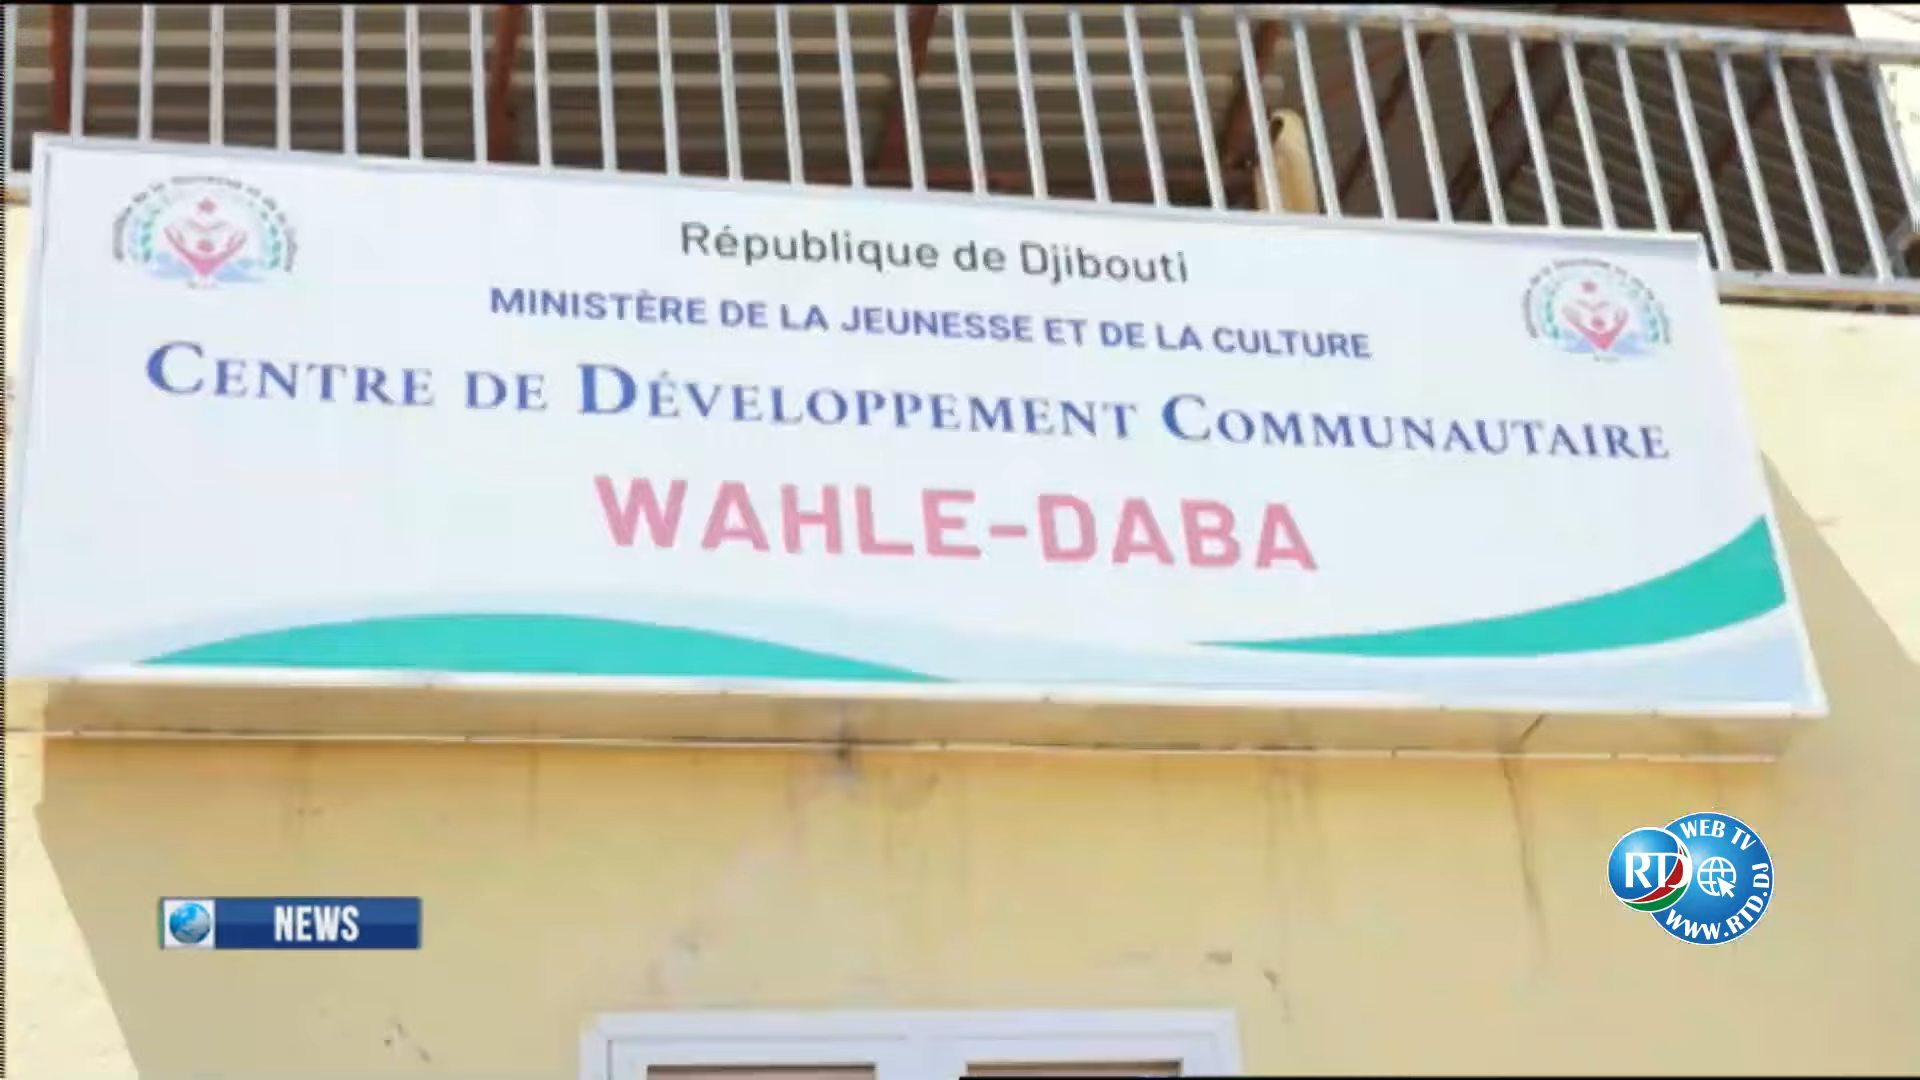 République de Djibouti
MINISTÈRE DE LA JEUNESSE ET DE LA CULTURE
CENTRE DE DÉVELOPPEMENT COMMUNAUTAIRE
WAHLE-DABA
NEWS
WEB TV
RTD
WWW.RTD.DJ